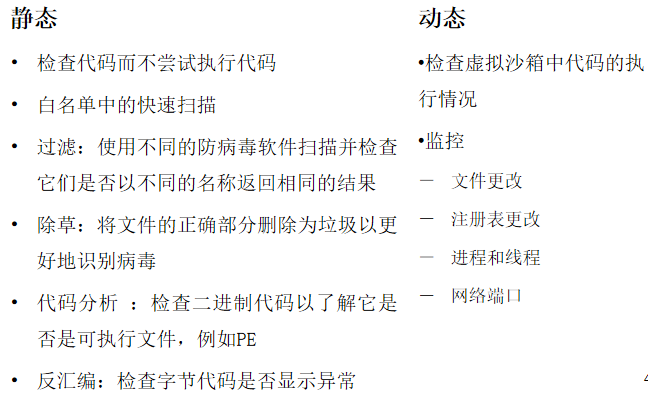 静态
• 检查代码而不尝试执行代码
• 白名单中的快速扫描
• 过滤：使用不同的防病毒软件扫描并检查
它们是否以不同的名称返回相同的结果
• 除草：将文件的正确部分删除为垃圾以更
好地识别病毒
• 代码分析 ：检查二进制代码以了解它是
否是可执行文件，例如PE
• 反汇编：检查字节代码是否显示异常
动态
•检查虚拟沙箱中代码的执
行情况
•监控
— 文件更改
— 注册表更改
— 进程和线程
— 网络端口